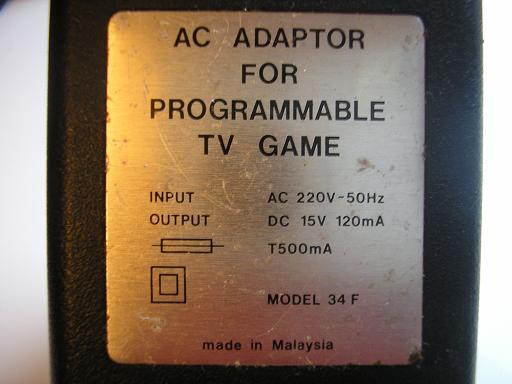 AC ADAPTOR
FOR
PROGRAMMABLE
TV GAME
INPUT AC 220V~50Hz
OUTPUT DC 15V 120mA
T500mA
MODEL 34 F
made in Malaysia